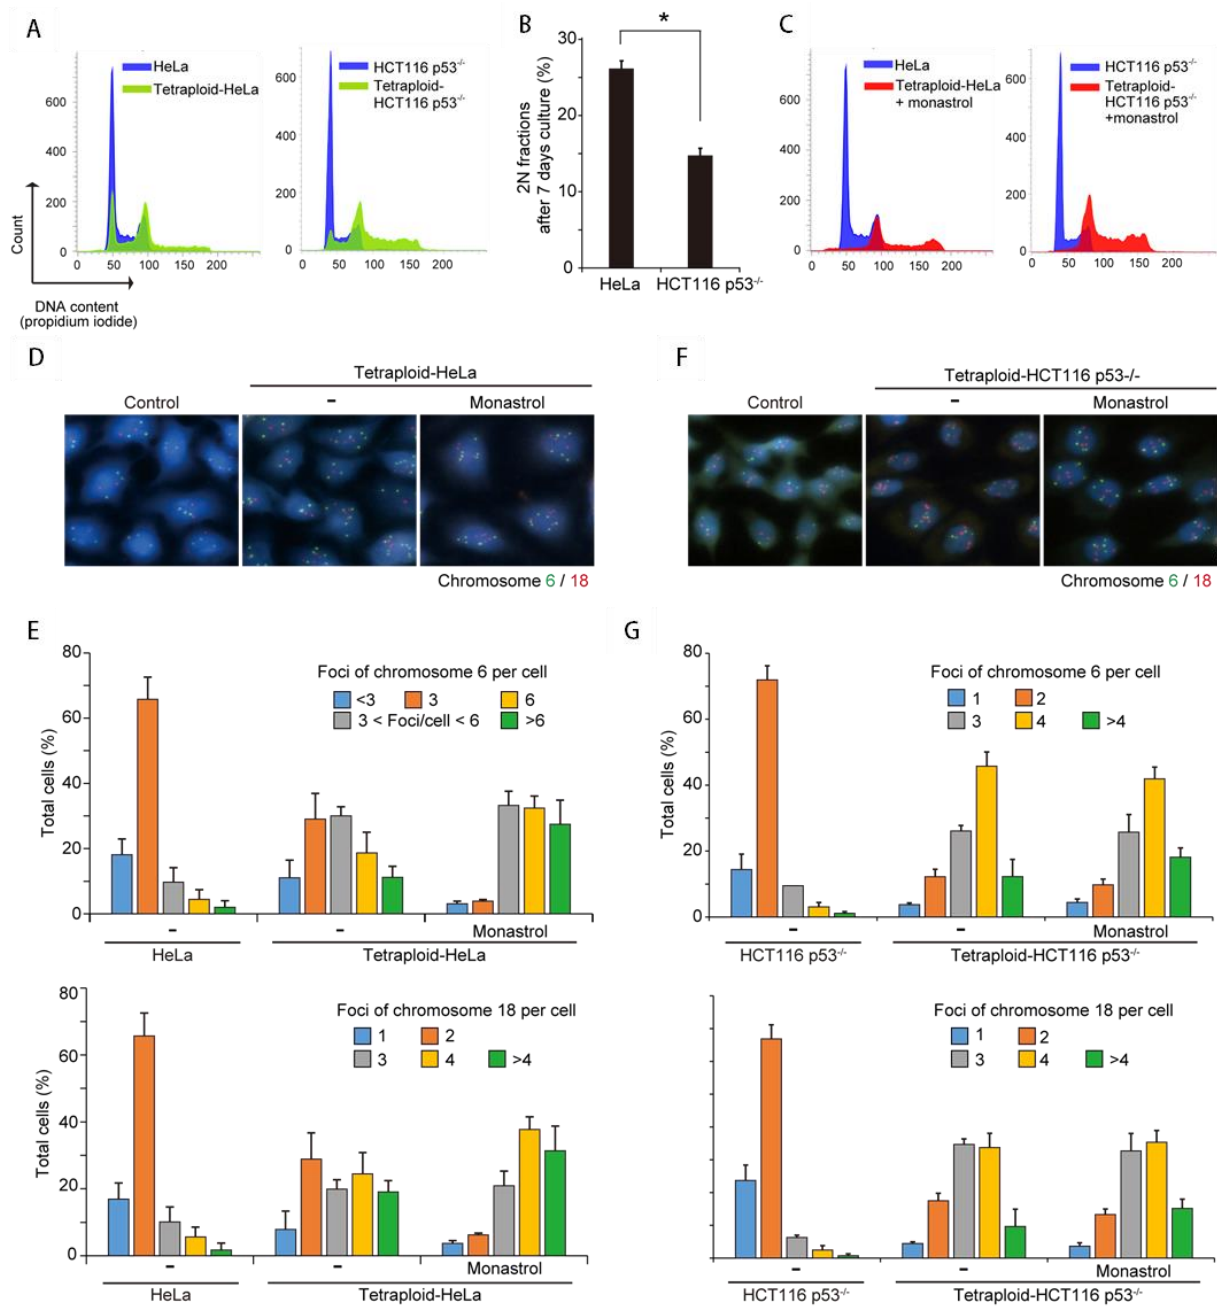 A
HeLa
Tetraploid-HeLa
800
600
400
200
0
0 50 100 150 200
Count
DNA content
(propidium iodide)
HCT116 p53-/-
Tetraploid-
HCT116 p53-/-
600
400
200
0
0 50 100 150 200
B
*
30
20
10
0
2N fractions
after 7 days culture (%)
HeLa HCT116 p53-/-
C
HeLa
Tetraploid-HeLa
+ monastrol
800
600
400
200
0
0 50 100 150 200
HCT116 p53-/-
Tetraploid-
HCT116 p53-/-
+monastrol
600
400
200
0
0 50 100 150 200
D
Tetraploid-HeLa
Control - Monastrol
Chromosome 6 / 18
F
Tetraploid-HCT116 p53-/-
Control - Monastrol
Chromosome 6 / 18
E
80
60
40
20
0
Total cells (%)
Foci of chromosome 6 per cell
<3 3 6
3 < Foci/cell < 6 >6
- - Monastrol
HeLa Tetraploid-HeLa
80
60
40
20
0
Total cells (%)
Foci of chromosome 18 per cell
1 2
3 4 >4
- - Monastrol
HeLa Tetraploid-HeLa
G
80
60
40
20
0
Total cells (%)
Foci of chromosome 6 per cell
1 2
3 4 >4
- - Monastrol
HCT116 p53-/- Tetraploid-HCT116 p53-/-
Foci of chromosome 18 per cell
1 2
3 4 >4
- - Monastrol
HCT116 p53-/- Tetraploid-HCT116 p53-/-